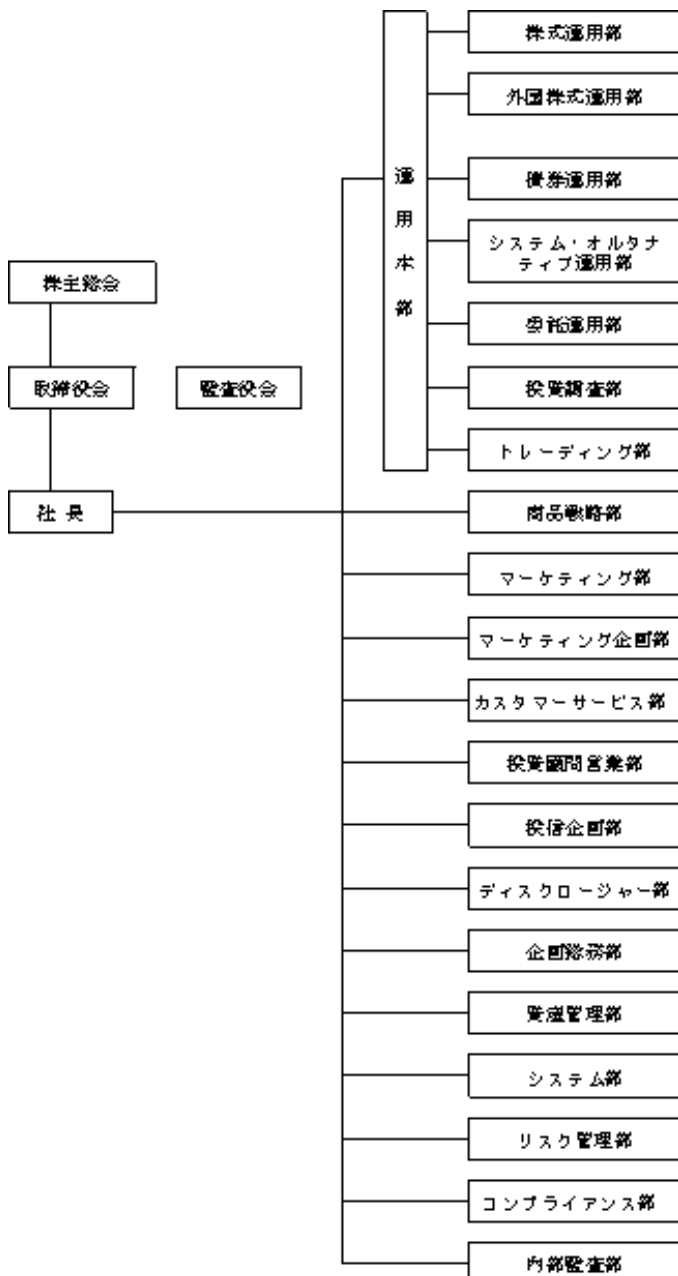 株主総会
取締役会
監査役会
社長
運用本部
株式運用部
外国株式運用部
債券運用部
システム・オルタナ
ティブ運用部
委託運用部
投資調査部
トレーディング部
商品戦略部
マーケティング部
マーケティング企画部
カスタマーサービス部
投資顧問営業部
投信企画部
ディスクロージャー部
企画総務部
資産管理部
システム部
リスク管理部
コンプライアンス部
内部監査部